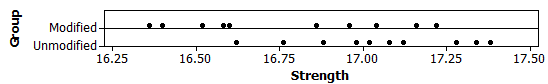 Group
Modified
Unmodified
16.25 16.50 16.75 17.00 17.25 17.50
Strength